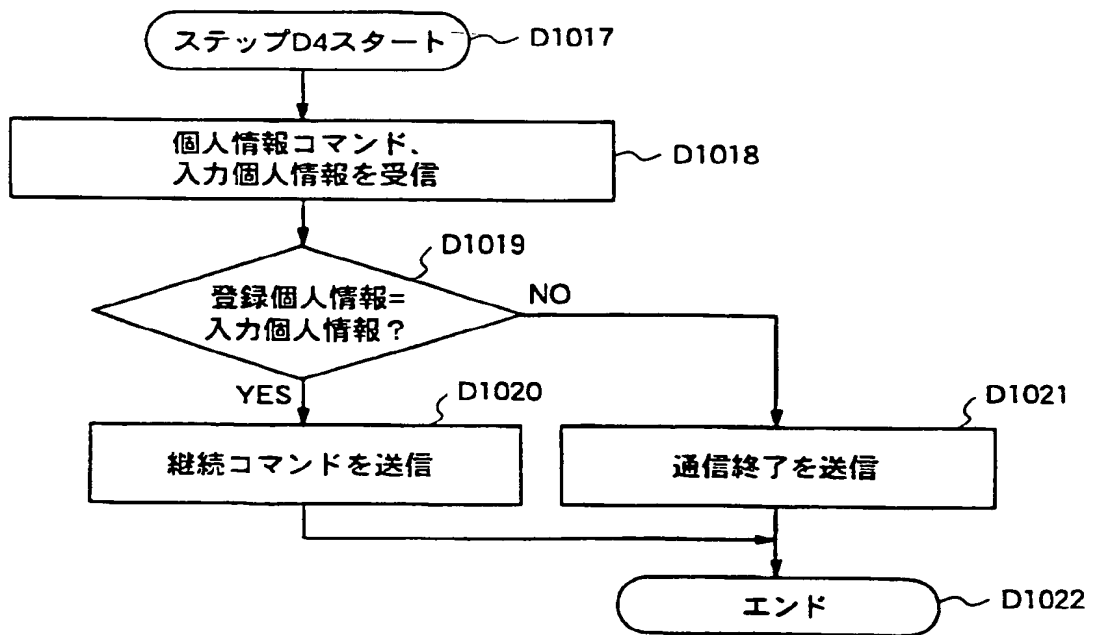 ステップD4スタート
D1017
個人情報コマンド、
入力個人情報を受信
D1018
D1019
登録個人情報=
入力個人情報?
NO
YES
D1020
D1021
継続コマンドを送信
通信終了を送信
エンド
D1022